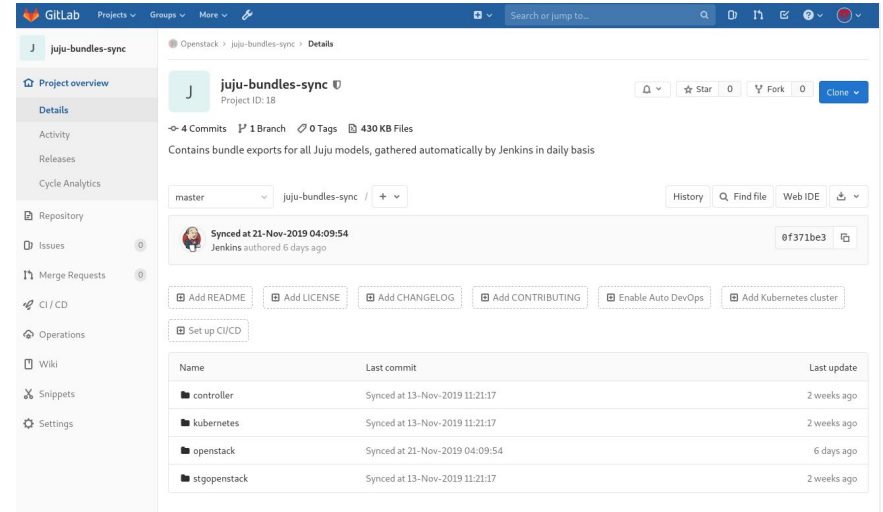 GitLab Projects Groups More Search or jump to... 
J juju-bundles-sync
Project overview
Details
Activity
Releases
Cycle Analytics
Repository
Issues 0
Merge Requests 0
CI / CD
Operations
Wiki
Snippets
Settings
Openstack > juju-bundles-sync > Details
J
juju-bundles-sync
Project ID: 18
Star 0 Fork 0 Clone
4 Commits 1 Branch 0 Tags 430 KB Files
Contains bundle exports for all Juju models, gathered automatically by Jenkins in daily basis
master juju-bundles-sync / + History Find file Web IDE
Synced at 21-Nov-2019 04:09:54
Jenkins authored 6 days ago
0f371be3
Add README Add LICENSE Add CHANGELOG Add CONTRIBUTING Enable Auto DevOps Add Kubernetes cluster
Set up CI/CD
Name Last commit Last update
controller Synced at 13-Nov-2019 11:21:17 2 weeks ago
kubernetes Synced at 13-Nov-2019 11:21:17 2 weeks ago
openstack Synced at 21-Nov-2019 04:09:54 6 days ago
stgopenstack Synced at 13-Nov-2019 11:21:17 2 weeks ago